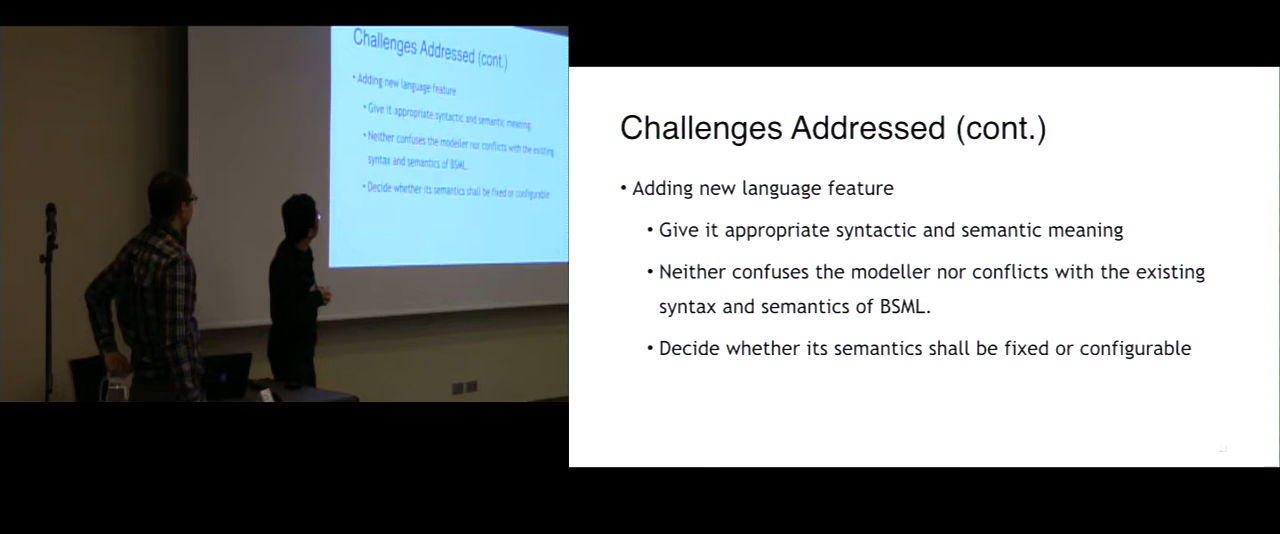 Challenges Addressed (cont.)
• Adding new language feature
• Give it appropriate syntactic and semantic meaning
• Neither confuses the modeller nor conflicts with the existing
syntax and semantics of BSML.
• Decide whether its semantics shall be fixed or configurable
Challenges Addressed (cont.)
• Adding new language feature
• Give it appropriate syntactic and semantic meaning
• Neither confuses the modeller nor conflicts with the existing
syntax and semantics of BSML.
• Decide whether its semantics shall be fixed or configurable